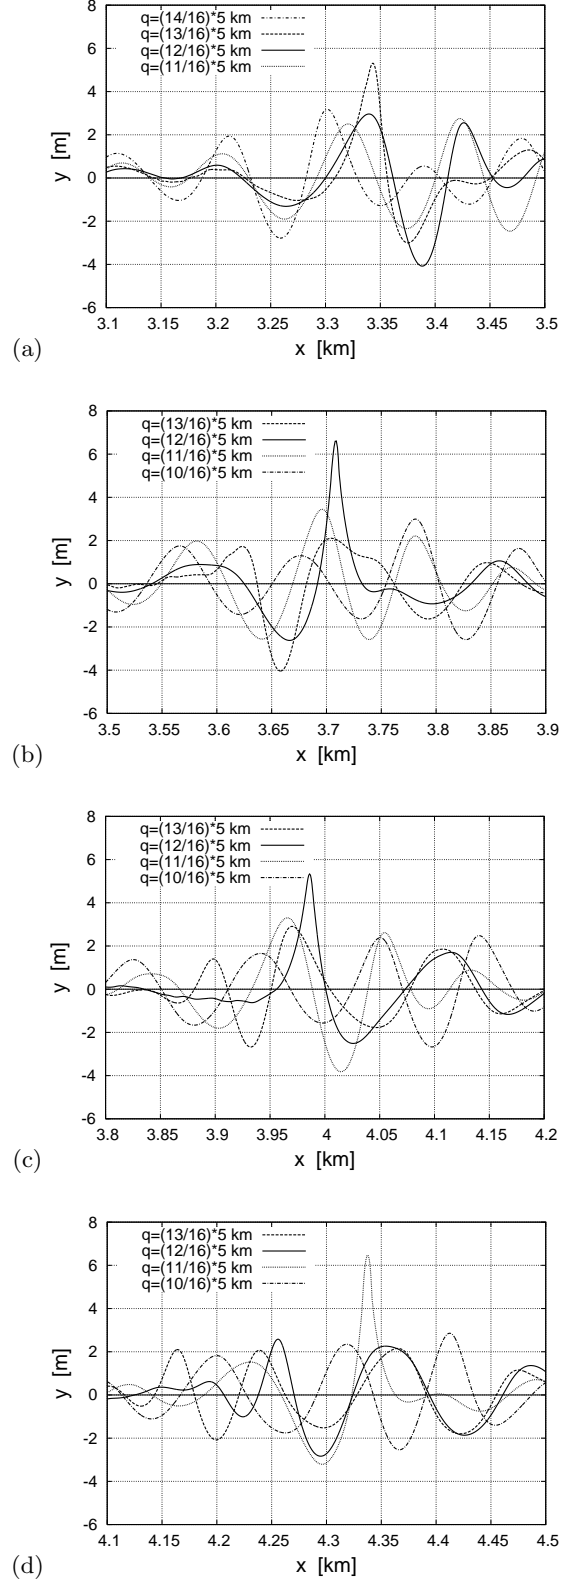 8
6
4
2
0
-2
-4
-6
y [m]
q=(14/16)*5 km
q=(13/16)*5 km
q=(12/16)*5 km
q=(11/16)*5 km
3.1 3.15 3.2 3.25 3.3 3.35 3.4 3.45 3.5
x [km]
(a)
8
6
4
2
0
-2
-4
-6
y [m]
q=(13/16)*5 km
q=(12/16)*5 km
q=(11/16)*5 km
q=(10/16)*5 km
3.5 3.55 3.6 3.65 3.7 3.75 3.8 3.85 3.9
x [km]
(b)
8
6
4
2
0
-2
-4
-6
y [m]
q=(13/16)*5 km
q=(12/16)*5 km
q=(11/16)*5 km
q=(10/16)*5 km
3.8 3.85 3.9 3.95 4 4.05 4.1 4.15 4.2
x [km]
(c)
8
6
4
2
0
-2
-4
-6
y [m]
q=(13/16)*5 km
q=(12/16)*5 km
q=(11/16)*5 km
q=(10/16)*5 km
4.1 4.15 4.2 4.25 4.3 4.35 4.4 4.45 4.5
x [km]
(d)